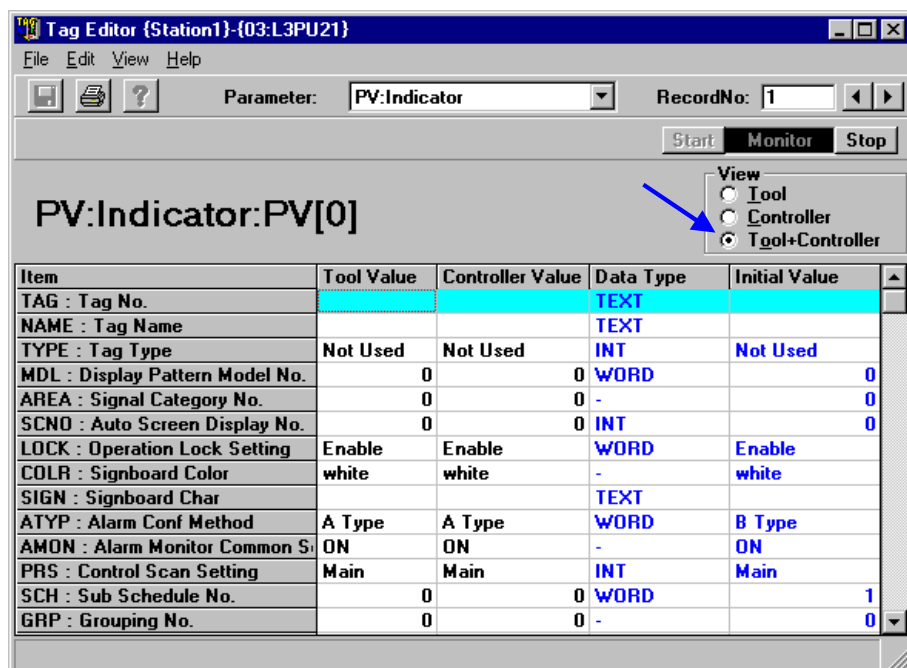 Tag Editor {Station1}-{03:L3PU21}
File Edit View Help
Parameter: PV:Indicator RecordNo: 1
Start Monitor Stop
View
Tool
PV:Indicator:PV[0] Controller
Tool+Controller
Item Tool Value Controller Value Data Type Initial Value
TAG : Tag No. TEXT
NAME : Tag Name TEXT
TYPE : Tag Type Not Used Not Used INT Not Used
MDL : Display Pattern Model No. 0 0 WORD 0
AREA : Signal Category No. 0 0 - 0
SCNO : Auto Screen Display No. 0 0 INT 0
LOCK : Operation Lock Setting Enable Enable WORD Enable
COLR : Signboard Color white white - white
SIGN : Signboard Char TEXT
ATYP : Alarm Conf Method A Type A Type WORD B Type
AMON : Alarm Monitor Common S ON ON - ON
PRS : Control Scan Setting Main Main INT Main
SCH : Sub Schedule No. 0 0 WORD 1
GRP : Grouping No. 0 0 - 0